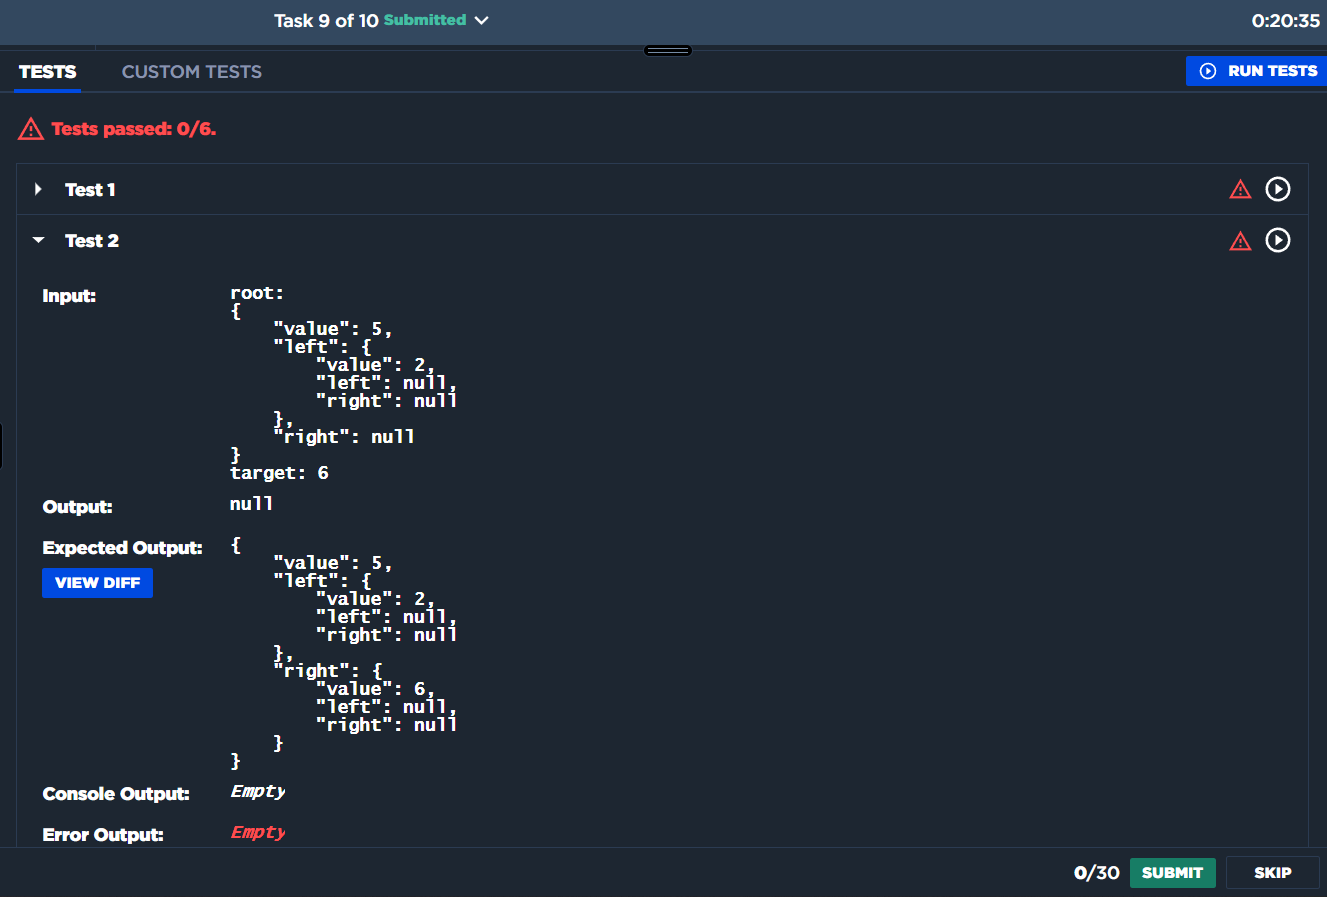 Task 9 of 10 Submitted
0:20:35
TESTS
CUSTOM TESTS
RUN TESTS
Tests passed: 0/6.
Test 1
Test 2
Input:
root:
{
    "value": 5,
    "left": {
        "value": 2,
        "left": null,
        "right": null
    },
    "right": null
}
target: 6
Output:
null
Expected Output:
VIEW DIFF
{
    "value": 5,
    "left": {
        "value": 2,
        "left": null,
        "right": null
    },
    "right": {
        "value": 6,
        "left": null,
        "right": null
    }
}
Console Output:
Empty
Error Output:
Empty
0/30
SUBMIT
SKIP